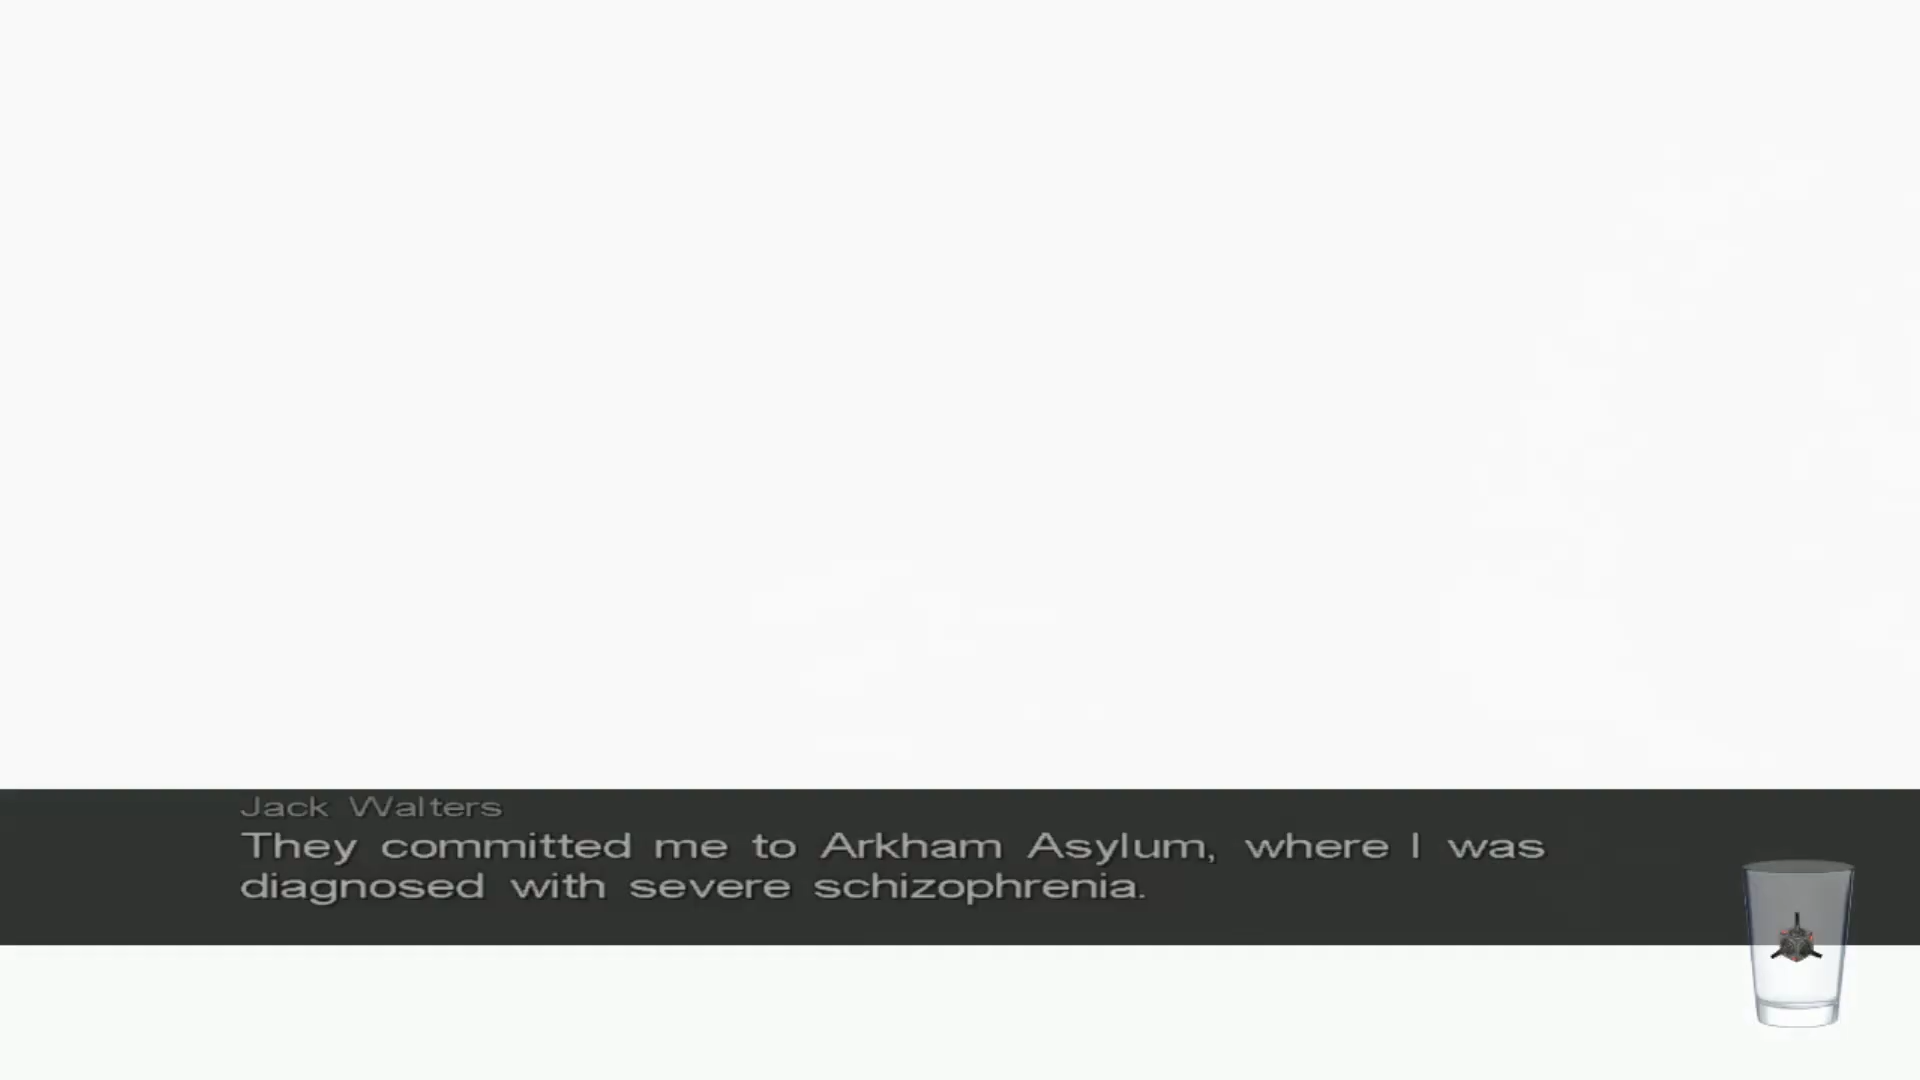 Jack Walters
They committed me to Arkham Asylum, where I was
diagnosed with severe schizophrenia.